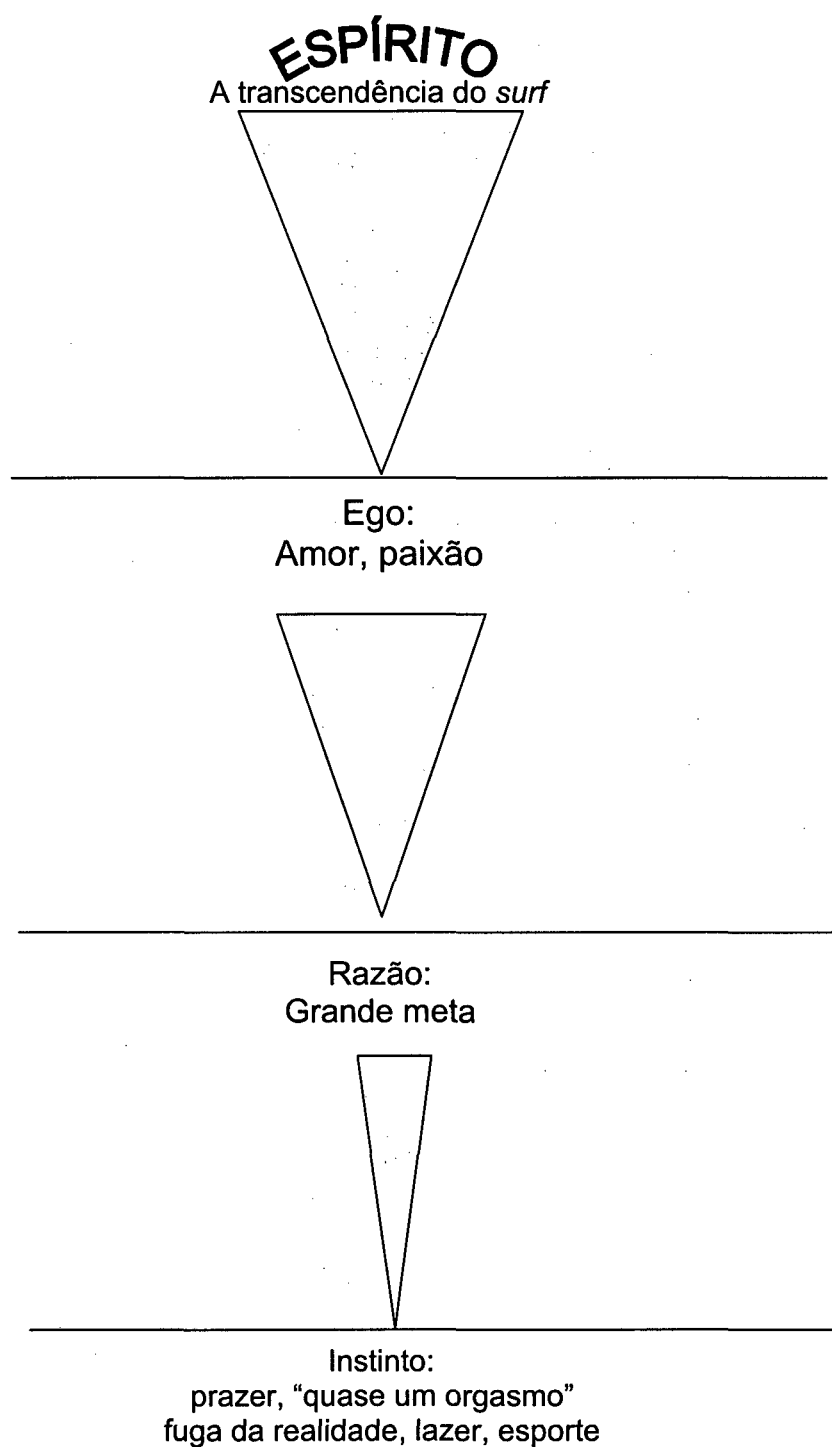 ESPÍRITO
A transcendência do surf
Ego:
Amor, paixão
Razão:
Grande meta
Instinto:
prazer, “quase um orgasmo”
fuga da realidade, lazer, esporte